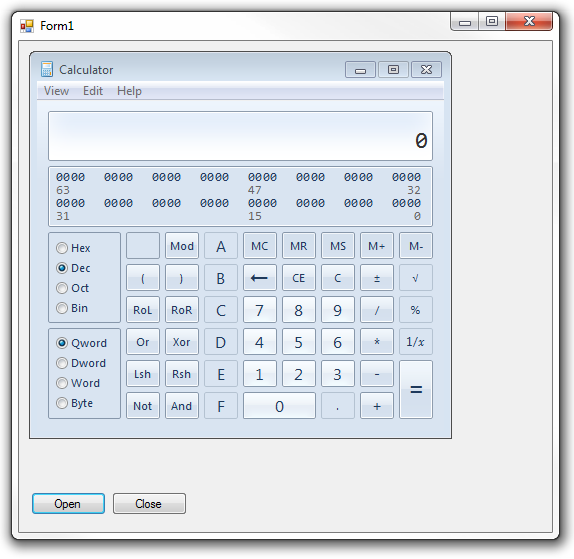 Form1
Calculator
View Edit Help
0
0000 0000 0000 0000 0000 0000 0000 0000
63 47 32
0000 0000 0000 0000 0000 0000 0000 0000
31 15 0
Hex
Dec
Oct
Bin
Qword
Dword
Word
Byte
Mod A MC MR MS M+ M-
( ) B ← CE C ± √
RoL RoR C 7 8 9 / %
Or Xor D 4 5 6 * 1/x
Lsh Rsh E 1 2 3 - =
Not And F 0 . +
Open Close